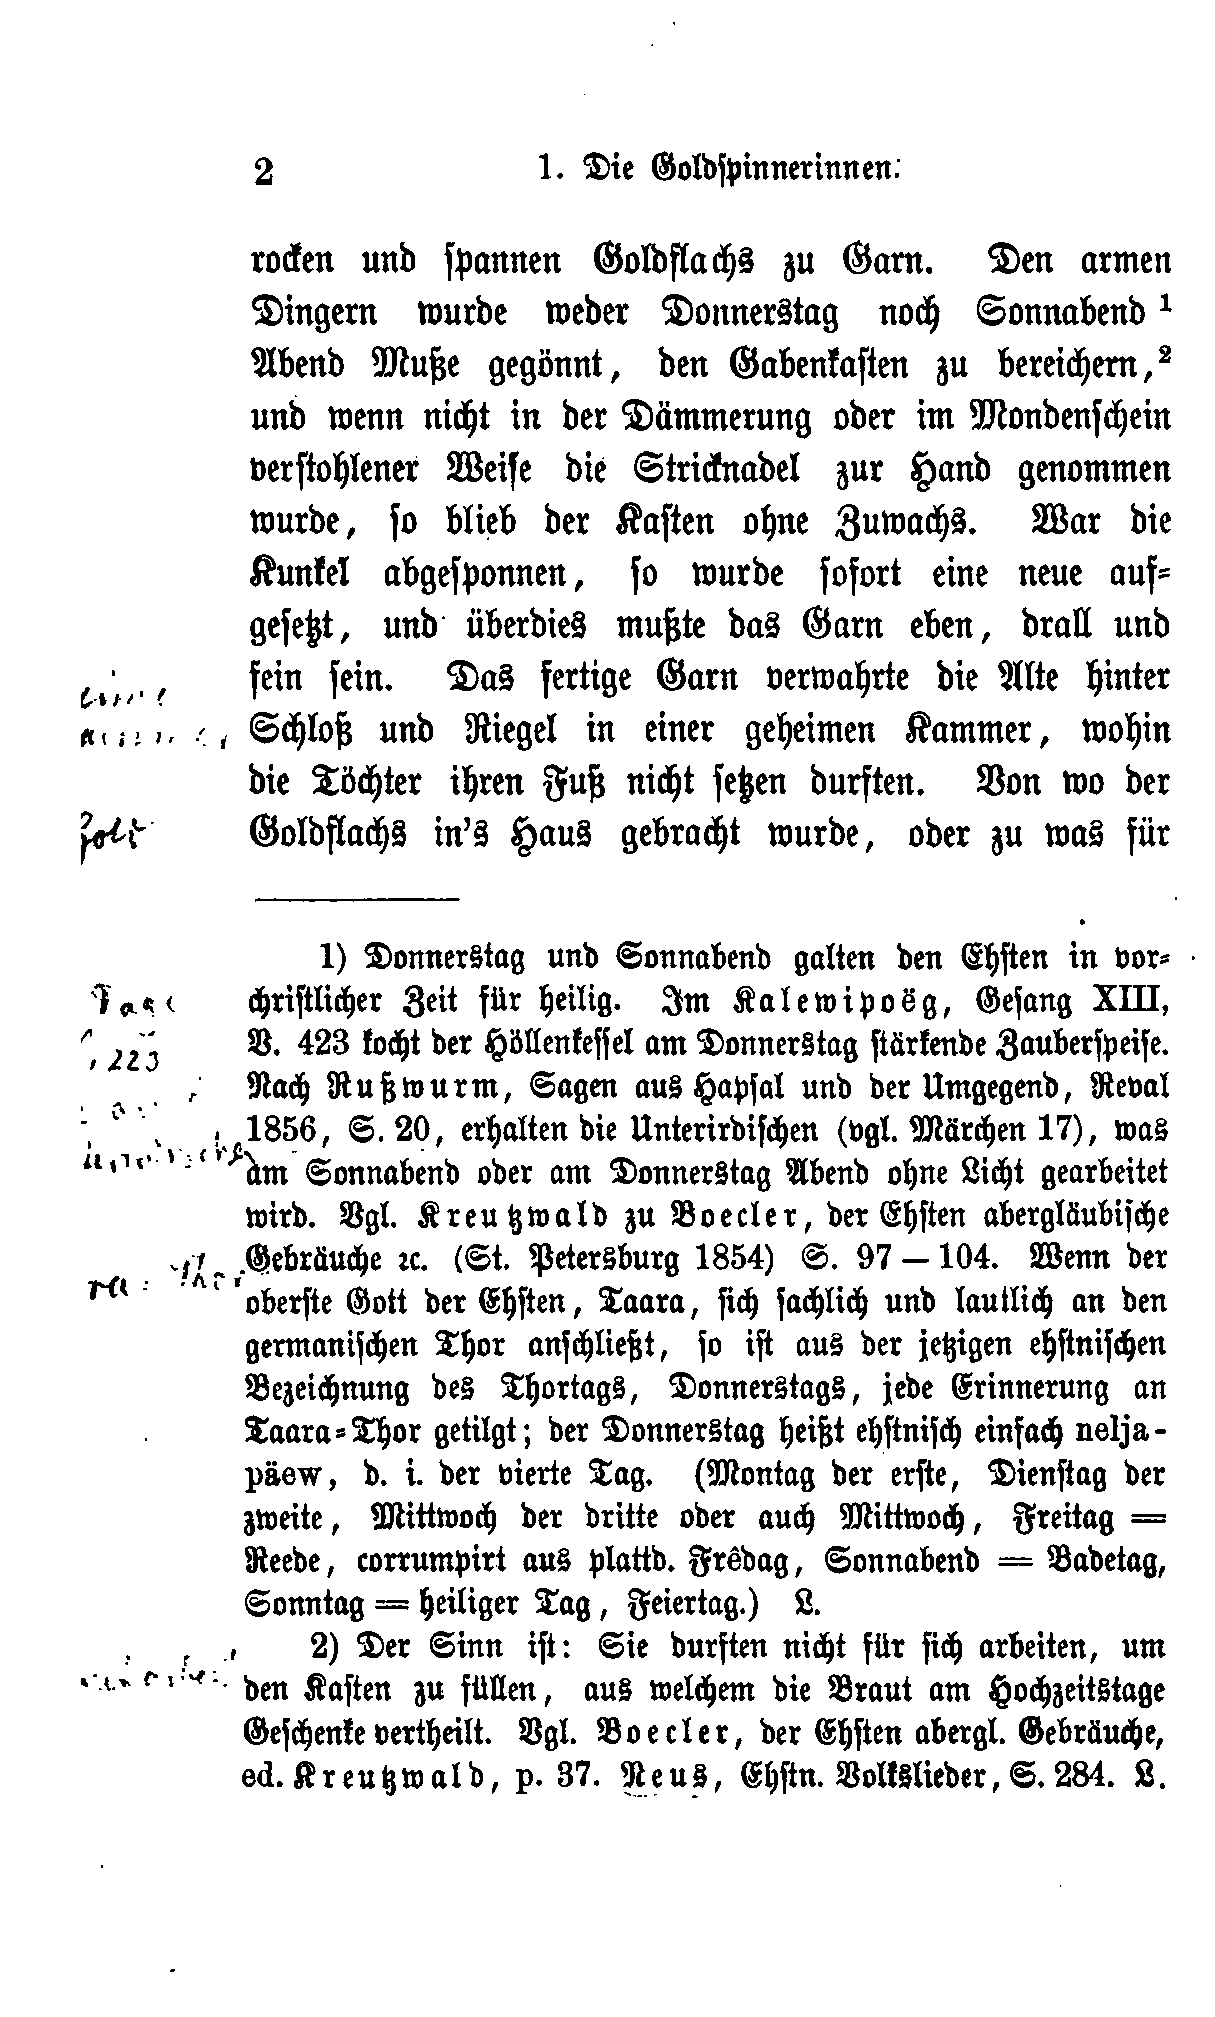 2 1. Die Goldspinnerinnen.
rocken und spannen Goldflachs zu Garn. Den armen
Dingern wurde weder Donnerstag noch Sonnabend ¹
Abend Muße gegönnt, den Gabenkasten zu bereichern,²
und wenn nicht in der Dämmerung oder im Mondenschein
verstohlener Weise die Stricknadel zur Hand genommen
wurde, so blieb der Kasten ohne Zuwachs. War die
Kunkel abgesponnen, so wurde sofort eine neue auf=
gesetzt, und überdies mußte das Garn eben, drall und
fein sein. Das fertige Garn verwahrte die Alte hinter
Schloß und Riegel in einer geheimen Kammer, wohin
die Töchter ihren Fuß nicht setzen durften. Von wo der
Goldflachs in's Haus gebracht wurde, oder zu was für
1) Donnerstag und Sonnabend galten den Ehsten in vor=
christlicher Zeit für heilig. Im Kalewipoëg, Gesang XIII,
V. 423 kocht der Höllenkessel am Donnerstag stärkende Zauberspeise.
Nach Rußwurm, Sagen aus Hapsal und der Umgegend, Reval
1856, S. 20, erhalten die Unterirdischen (vgl. Märchen 17), was
am Sonnabend oder am Donnerstag Abend ohne Licht gearbeitet
wird. Vgl. Kreutzwald zu Boecler, der Ehsten abergläubische
Gebräuche ꝛc. (St. Petersburg 1854) S. 97 — 104. Wenn der
oberste Gott der Ehsten, Taara, sich sachlich und lautlich an den
germanischen Thor anschließt, so ist aus der jetzigen ehstnischen
Bezeichnung des Thortags, Donnerstags, jede Erinnerung an
Taara=Thor getilgt; der Donnerstag heißt ehstnisch einfach nelja-
päew, d. i. der vierte Tag. (Montag der erste, Dienstag der
zweite, Mittwoch der dritte oder auch Mittwoch, Freitag =
Reede, corrumpirt aus plattd. Frêdag, Sonnabend = Badetag,
Sonntag = heiliger Tag, Feiertag.) L.
2) Der Sinn ist: Sie durften nicht für sich arbeiten, um
den Kasten zu füllen, aus welchem die Braut am Hochzeitstage
Geschenke vertheilt. Vgl. Boecler, der Ehsten abergl. Gebräuche,
ed. Kreutzwald, p. 37. Neus, Ehstn. Volkslieder, S. 284. L.